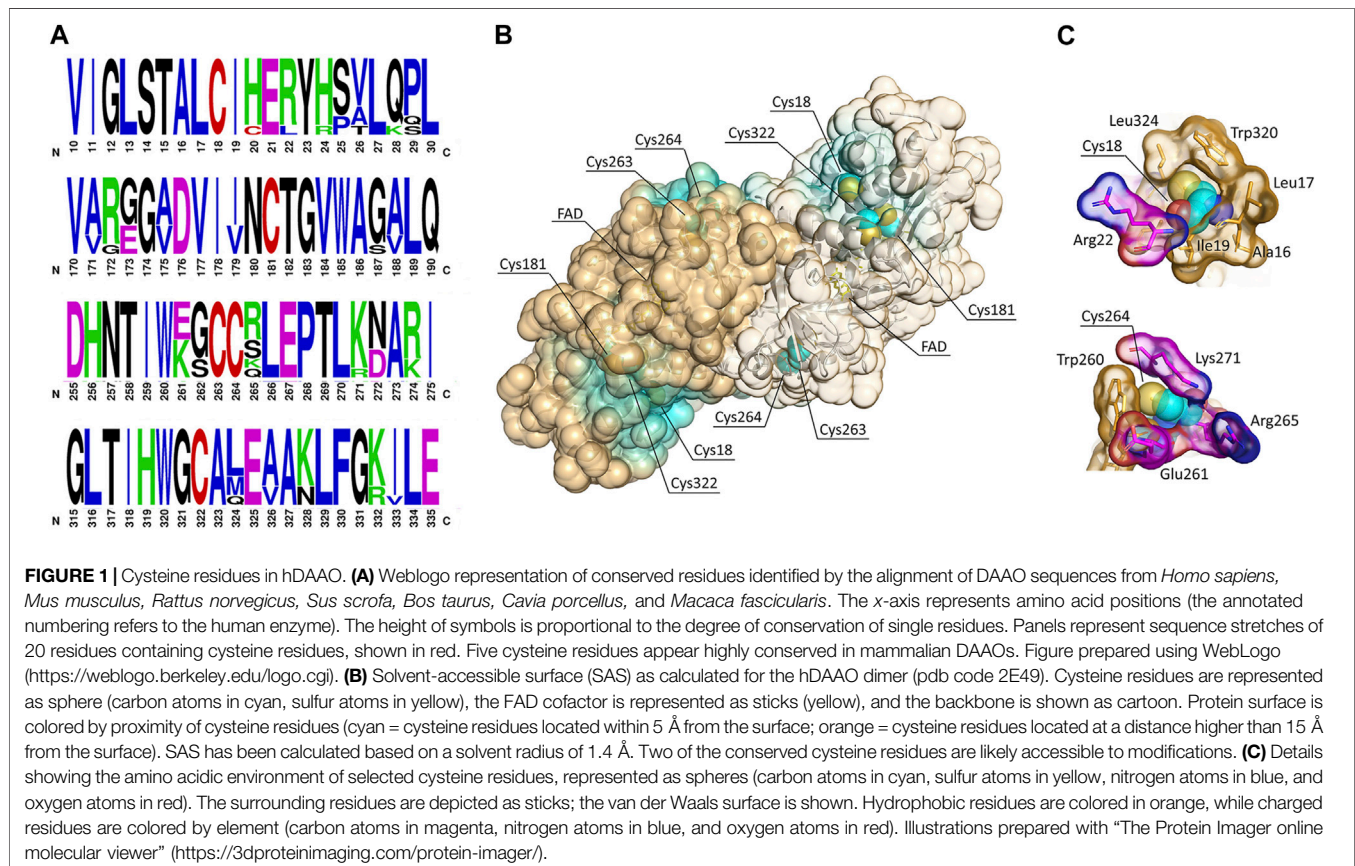 A
VIGLSTALCIHERYHSVLQPL
C L R P A T K Q S
N 10 11 12 13 14 15 16 17 18 19 20 21 22 23 24 25 26 27 28 29 30 C
VARGGADVIINCTGVWAGALQ
V G E V V S V
N 170 171 172 173 174 175 176 177 178 179 180 181 182 183 184 185 186 187 188 189 190 C
DHNTIWEGCCRLEPTLKNARI
K S S K R D K
N 255 256 257 258 259 260 261 262 263 264 265 266 267 268 269 270 271 272 273 274 275 C
GLTIHWGCALEAAKLFGKILE
M Q V N R V
N 315 316 317 318 319 320 321 322 323 324 325 326 327 328 329 330 331 332 333 334 335 C
B
Cys18
Cys322
Cys264
Cys263
FAD
Cys181
Cys181
FAD
Cys264
Cys263
Cys18
Cys322
C
Leu324
Trp320
Cys18
Leu17
Arg22
Ile19
Ala16
Cys264
Trp260
Lys271
Arg265
Glu261
FIGURE 1 | Cysteine residues in hDAAO. (A) Weblogo representation of conserved residues identified by the alignment of DAAO sequences from Homo sapiens,
Mus musculus, Rattus norvegicus, Sus scrofa, Bos taurus, Cavia porcellus, and Macaca fascicularis. The x-axis represents amino acid positions (the annotated
numbering refers to the human enzyme). The height of symbols is proportional to the degree of conservation of single residues. Panels represent sequence stretches of
20 residues containing cysteine residues, shown in red. Five cysteine residues appear highly conserved in mammalian DAAOs. Figure prepared using WebLogo
(https://weblogo.berkeley.edu/logo.cgi). (B) Solvent-accessible surface (SAS) as calculated for the hDAAO dimer (pdb code 2E49). Cysteine residues are represented
as sphere (carbon atoms in cyan, sulfur atoms in yellow), the FAD cofactor is represented as sticks (yellow), and the backbone is shown as cartoon. Protein surface is
colored by proximity of cysteine residues (cyan = cysteine residues located within 5 Å from the surface; orange = cysteine residues located at a distance higher than 15 Å
from the surface). SAS has been calculated based on a solvent radius of 1.4 Å. Two of the conserved cysteine residues are likely accessible to modifications. (C) Details
showing the amino acidic environment of selected cysteine residues, represented as spheres (carbon atoms in cyan, sulfur atoms in yellow, nitrogen atoms in blue, and
oxygen atoms in red). The surrounding residues are depicted as sticks; the van der Waals surface is shown. Hydrophobic residues are colored in orange, while charged
residues are colored by element (carbon atoms in magenta, nitrogen atoms in blue, and oxygen atoms in red). Illustrations prepared with “The Protein Imager online
molecular viewer” (https://3dproteinimaging.com/protein-imager/).